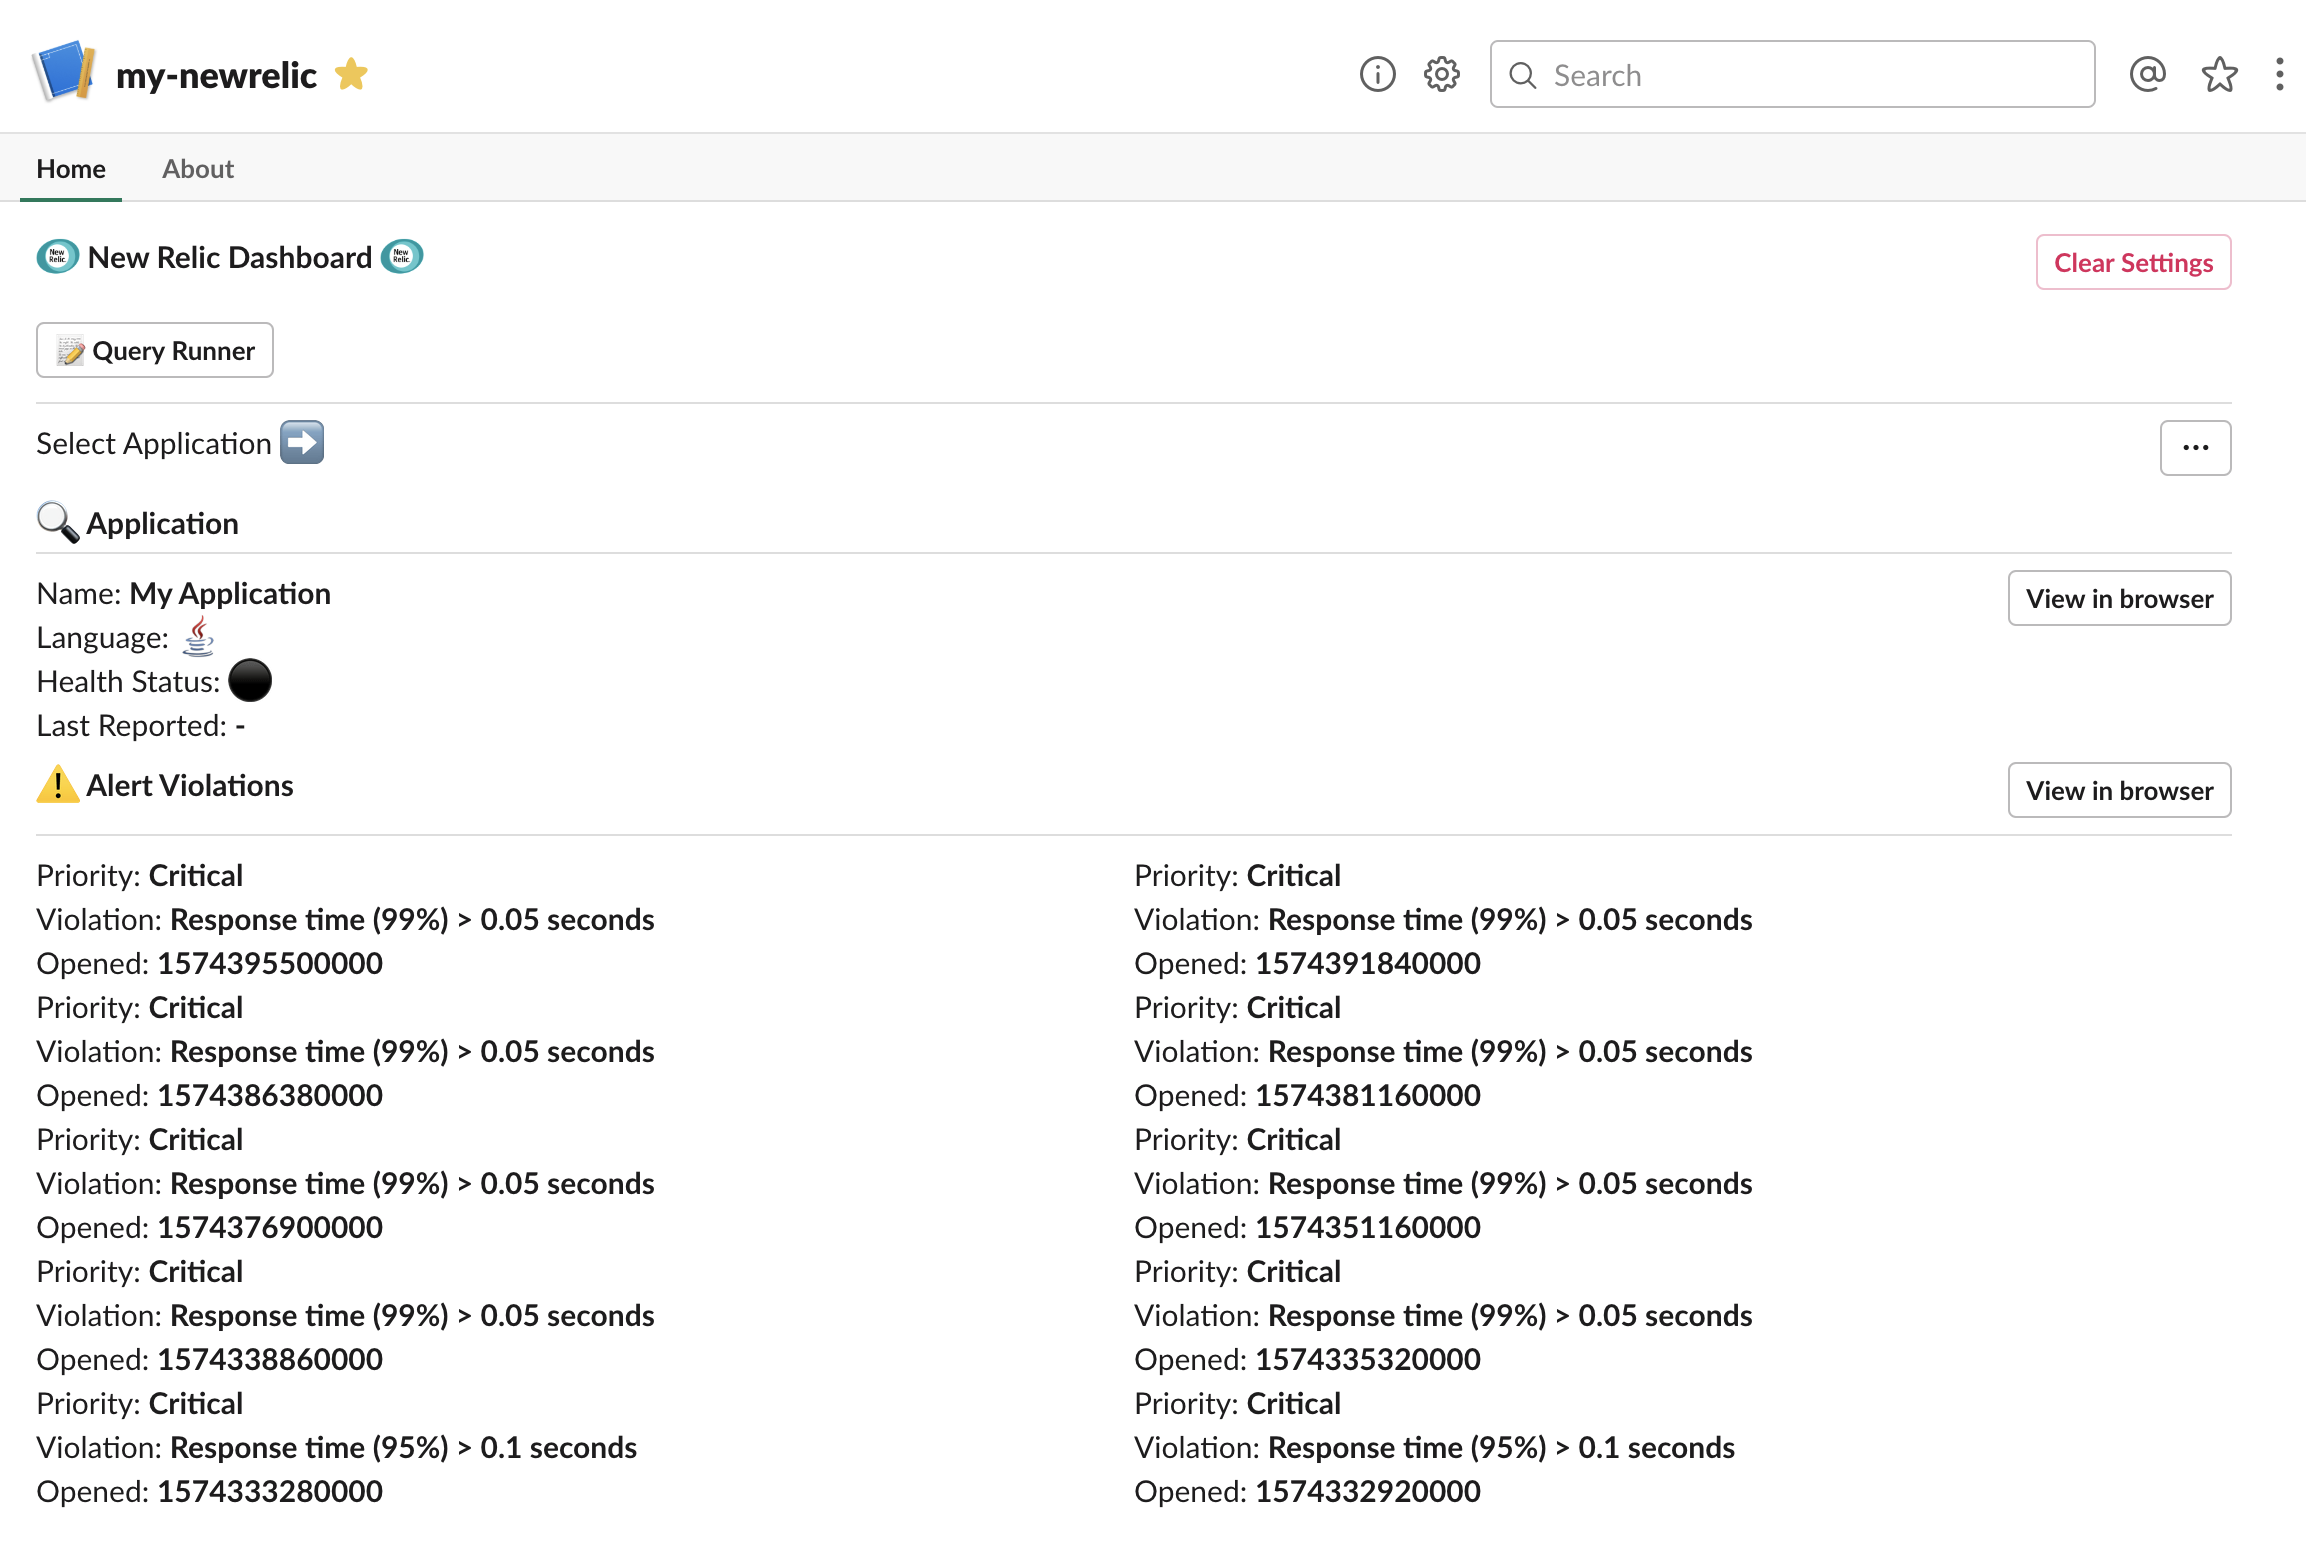 my-newrelic
Search
Home
About
New Relic New Relic Dashboard New Relic
Clear Settings
Query Runner
Select Application
...
Application
Name: My Application
View in browser
Language:
Health Status:
Last Reported: -
Alert Violations
View in browser
Priority: Critical
Violation: Response time (99%) > 0.05 seconds
Opened: 1574395500000
Priority: Critical
Violation: Response time (99%) > 0.05 seconds
Opened: 1574391840000
Priority: Critical
Violation: Response time (99%) > 0.05 seconds
Opened: 1574386380000
Priority: Critical
Violation: Response time (99%) > 0.05 seconds
Opened: 1574381160000
Priority: Critical
Violation: Response time (99%) > 0.05 seconds
Opened: 1574376900000
Priority: Critical
Violation: Response time (99%) > 0.05 seconds
Opened: 1574351160000
Priority: Critical
Violation: Response time (99%) > 0.05 seconds
Opened: 1574338860000
Priority: Critical
Violation: Response time (99%) > 0.05 seconds
Opened: 1574335320000
Priority: Critical
Violation: Response time (95%) > 0.1 seconds
Opened: 1574333280000
Priority: Critical
Violation: Response time (95%) > 0.1 seconds
Opened: 1574332920000